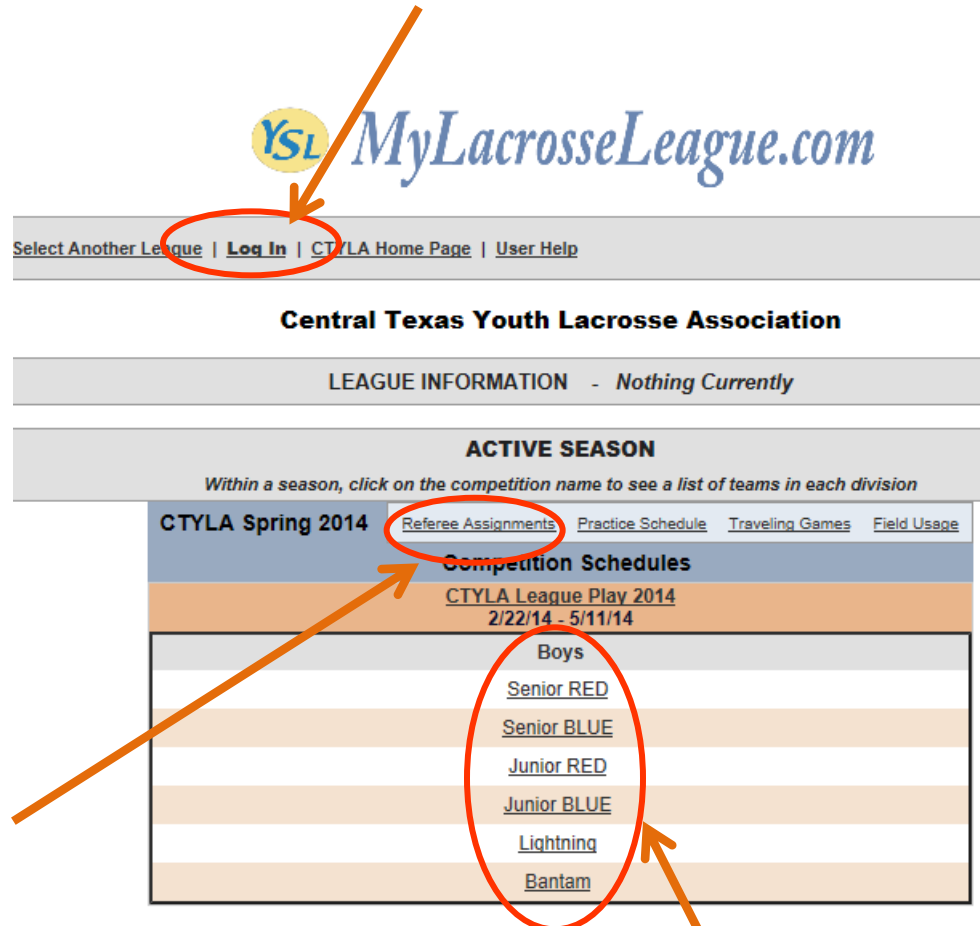 YSL MyLacrosseLeague.com
Select Another League | Log In | CTYLA Home Page | User Help
Central Texas Youth Lacrosse Association
LEAGUE INFORMATION - Nothing Currently
ACTIVE SEASON
Within a season, click on the competition name to see a list of teams in each division
CTYLA Spring 2014 Referee Assignments Practice Schedule Traveling Games Field Usage
Competition Schedules
CTYLA League Play 2014
2/22/14 - 5/11/14
Boys
Senior RED
Senior BLUE
Junior RED
Junior BLUE
Lightning
Bantam